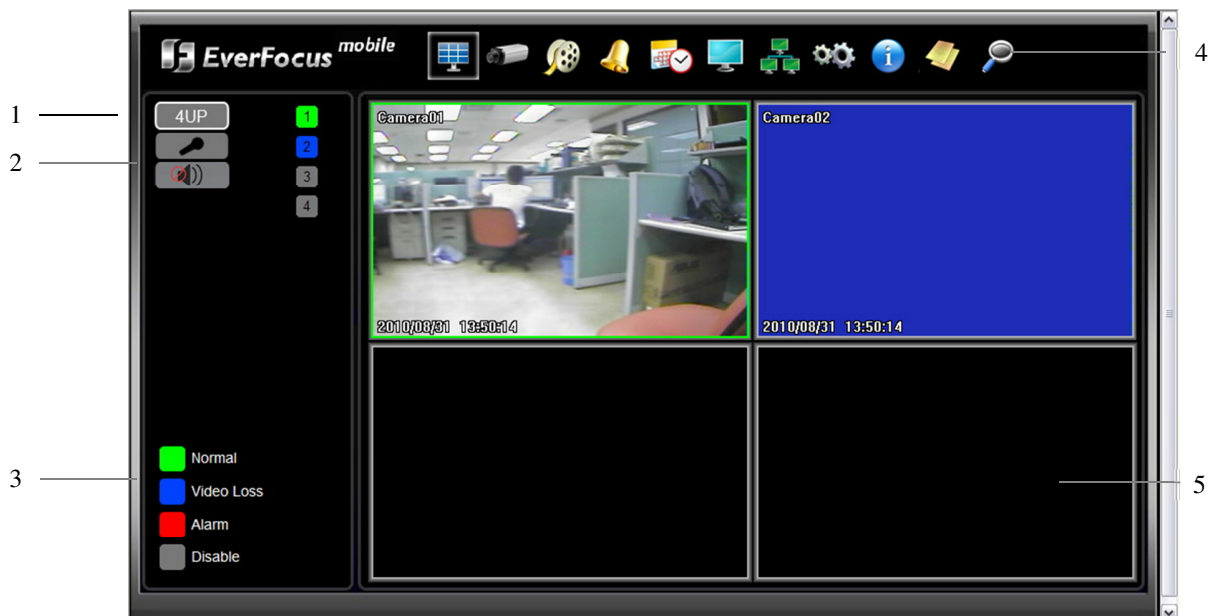 EverFocus mobile
4
1
4UP
1
Camera01
Camera02
2
2
3
4
2010/08/31 13:50:14
2010/08/31 13:50:14
Normal
3
Video Loss
5
Alarm
Disable